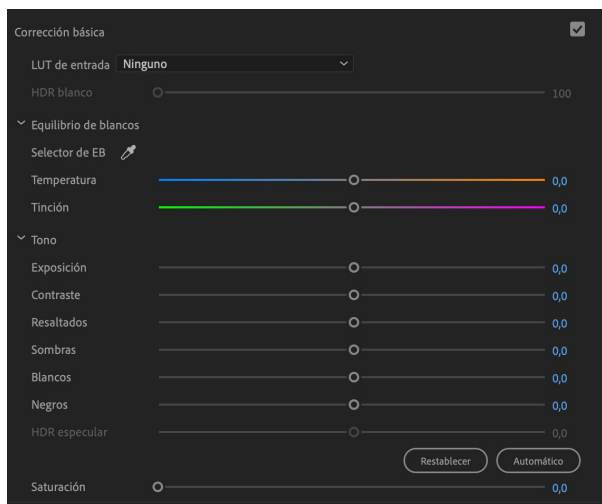 Corrección básica
LUT de entrada Ninguno
HDR blanco 100
Equilibrio de blancos
Selector de EB
Temperatura 0,0
Tinción 0,0
Tono
Exposición 0,0
Contraste 0,0
Resaltados 0,0
Sombras 0,0
Blancos 0,0
Negros 0,0
HDR especular 0,0
Restablecer Automático
Saturación 0,0